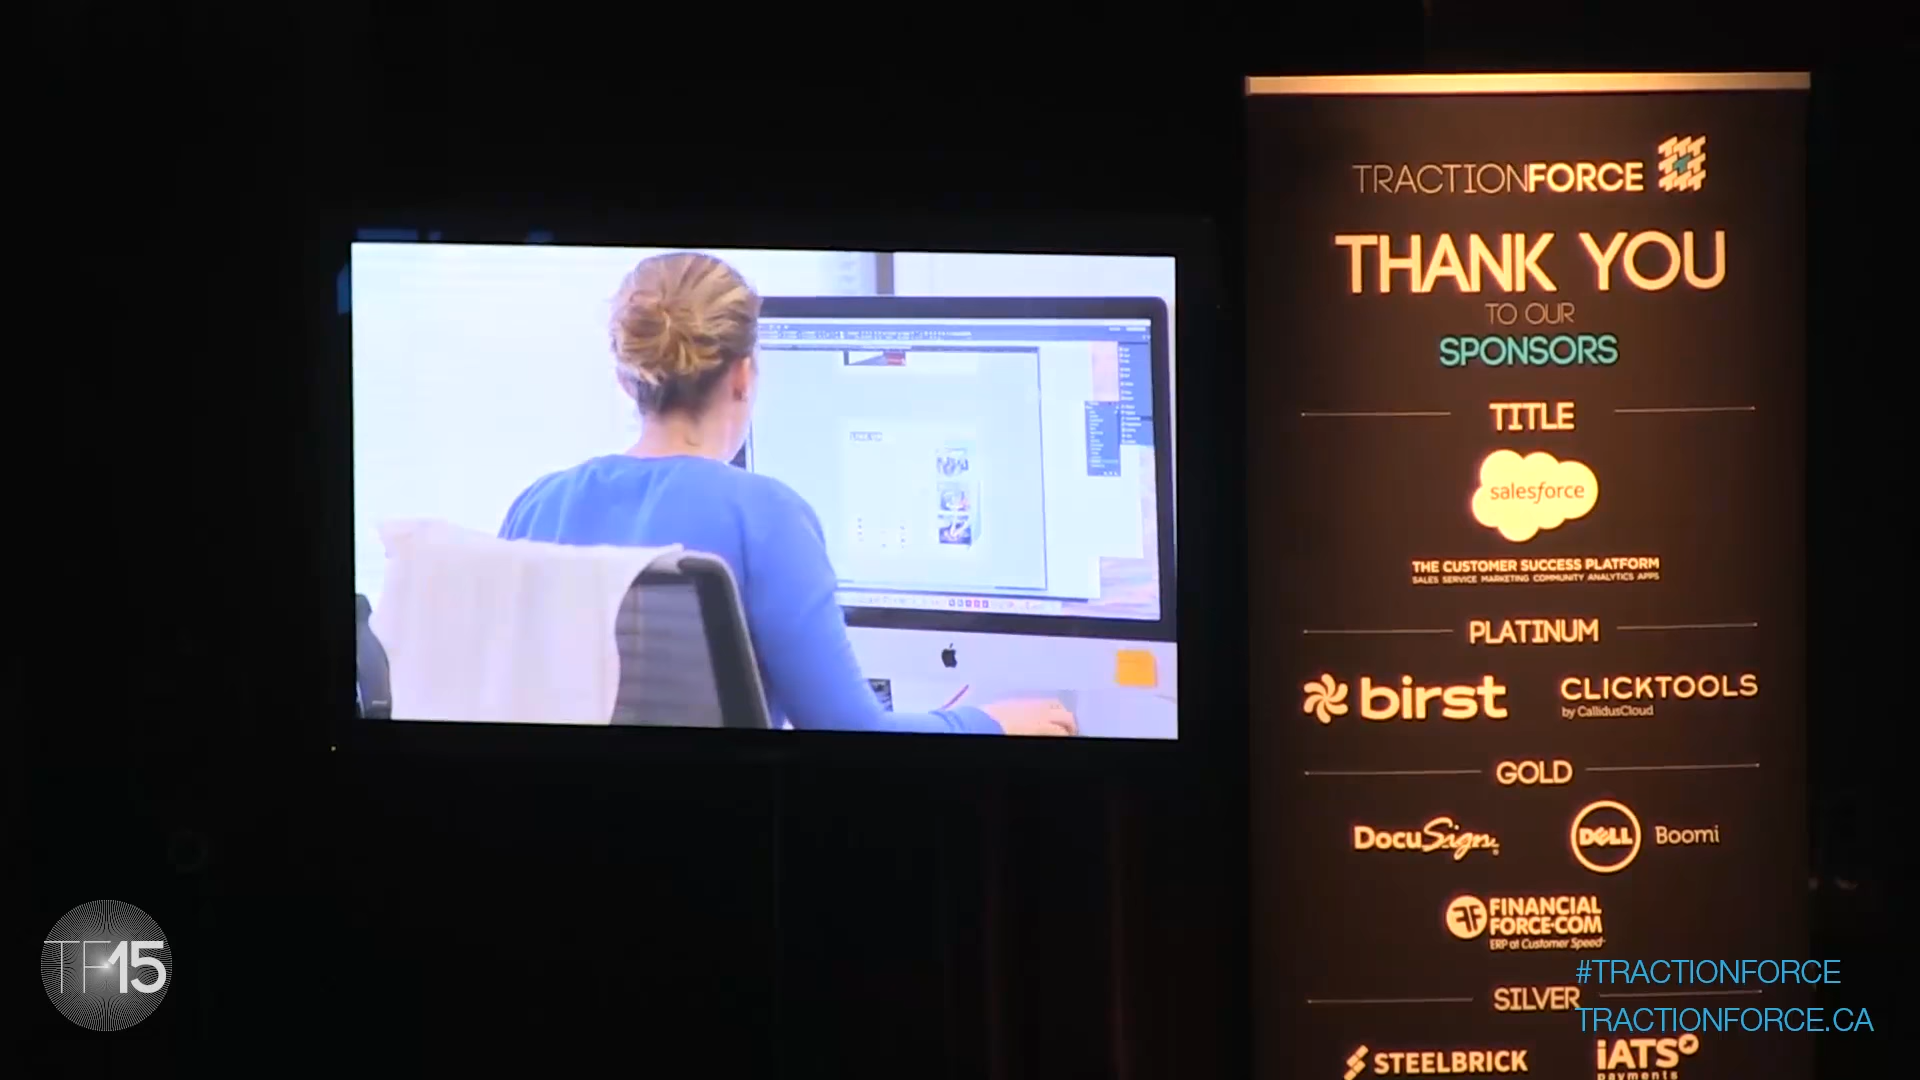 TRACTIONFORCE
THANK YOU
TO OUR
SPONSORS
TITLE
salesforce
THE CUSTOMER SUCCESS PLATFORM
SALES SERVICE MARKETING COMMUNITY ANALYTICS APPS
PLATINUM
birst
CLICKTOOLS
by CallidusCloud
GOLD
DocuSign
DELL Boomi
FINANCIAL
FORCE.COM
ERP at Customer Speed
SILVER
STEELBRICK
iATS
payments
TF15
#TRACTIONFORCE
TRACTIONFORCE.CA